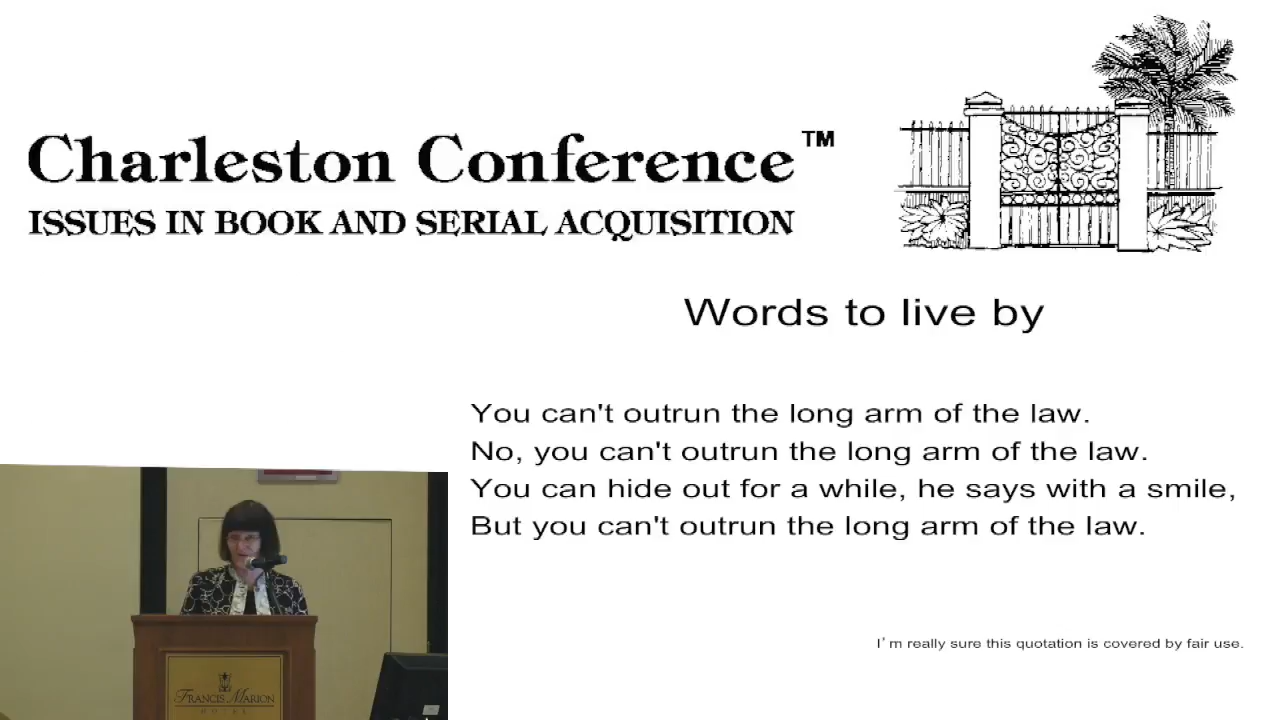 Charleston Conference™
ISSUES IN BOOK AND SERIAL ACQUISITION
Words to live by
You can't outrun the long arm of the law.
No, you can't outrun the long arm of the law.
You can hide out for a while, he says with a smile,
But you can't outrun the long arm of the law.
I'm really sure this quotation is covered by fair use.
FRANCIS MARION
HOTEL